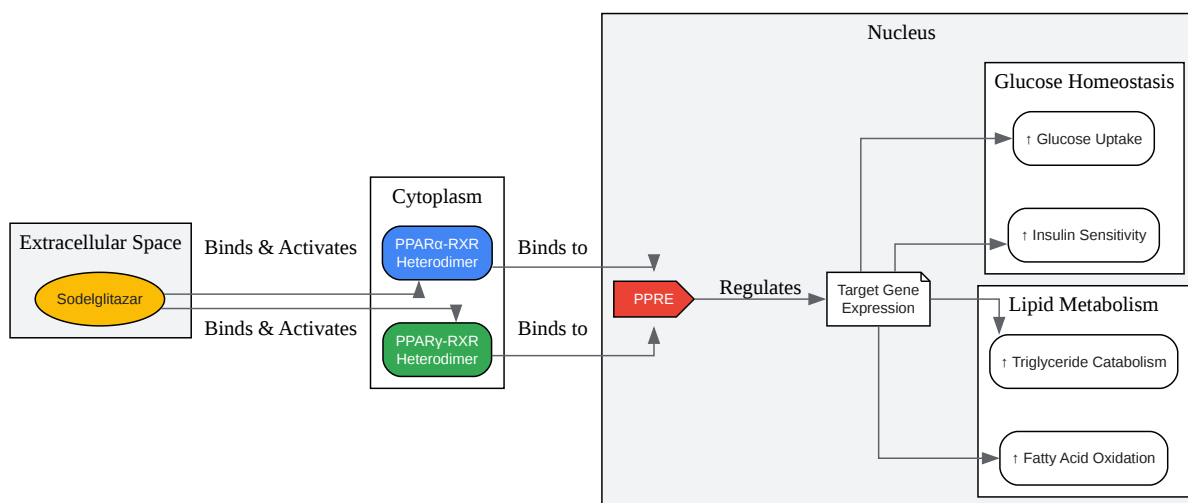 Nucleus
Glucose Homeostasis
↑ Glucose Uptake
↑ Insulin Sensitivity
Cytoplasm
PPARα-RXR
Heterodimer
PPARγ-RXR
Heterodimer
Extracellular Space
Sodelglitazar
Binds & Activates
Binds & Activates
Binds to
Binds to
PPRE
Regulates
Target Gene
Expression
Lipid Metabolism
↑ Triglyceride Catabolism
↑ Fatty Acid Oxidation